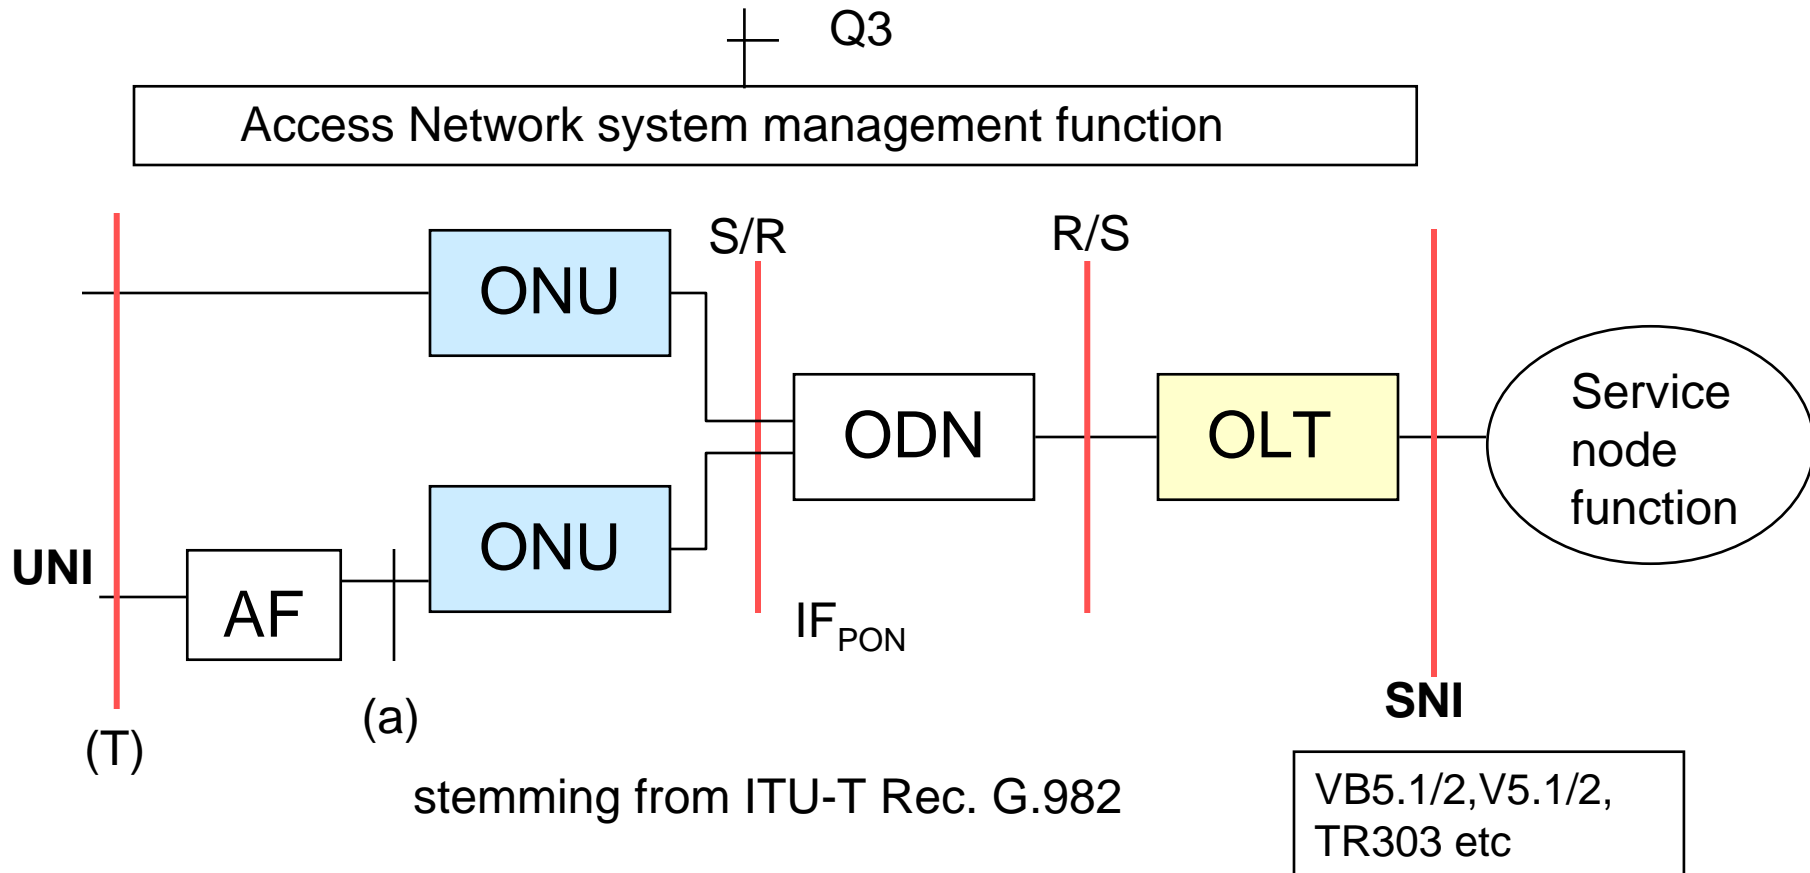 Q3
Access Network system management function
S/R
R/S
ONU
ODN
OLT
Service
node
function
ONU
UNI
AF
IFPON
(a)
(T)
SNI
stemming from ITU-T Rec. G.982
VB5.1/2,V5.1/2,
TR303 etc